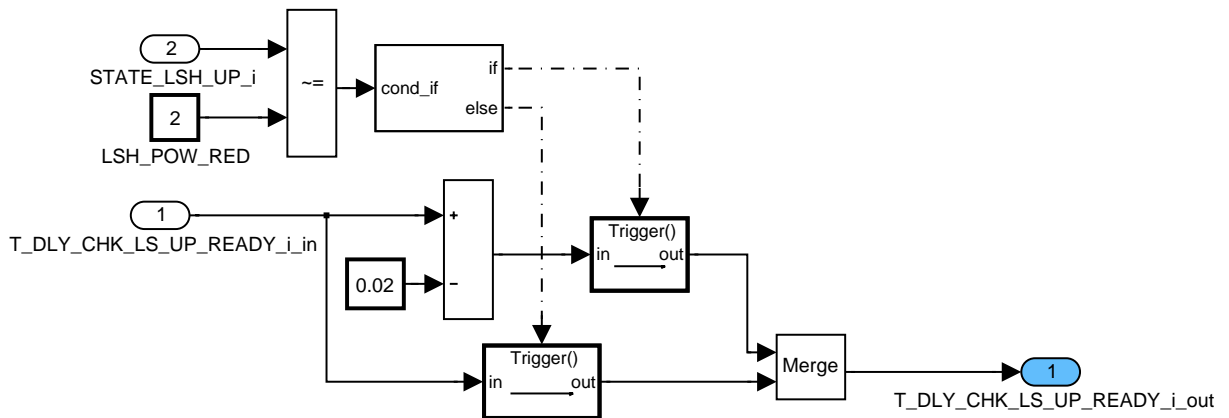 2
STATE_LSH_UP_i
2
LSH_POW_RED
~=
cond_if
if
else
1
T_DLY_CHK_LS_UP_READY_i_in
0.02
+
−
Trigger()
in
out
Trigger()
in
out
Merge
1
T_DLY_CHK_LS_UP_READY_i_out